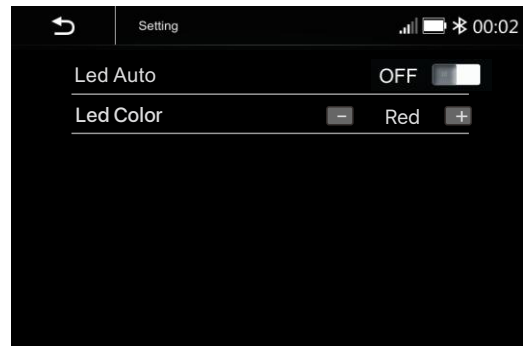 Setting 00:02
Led Auto OFF
Led Color - Red +